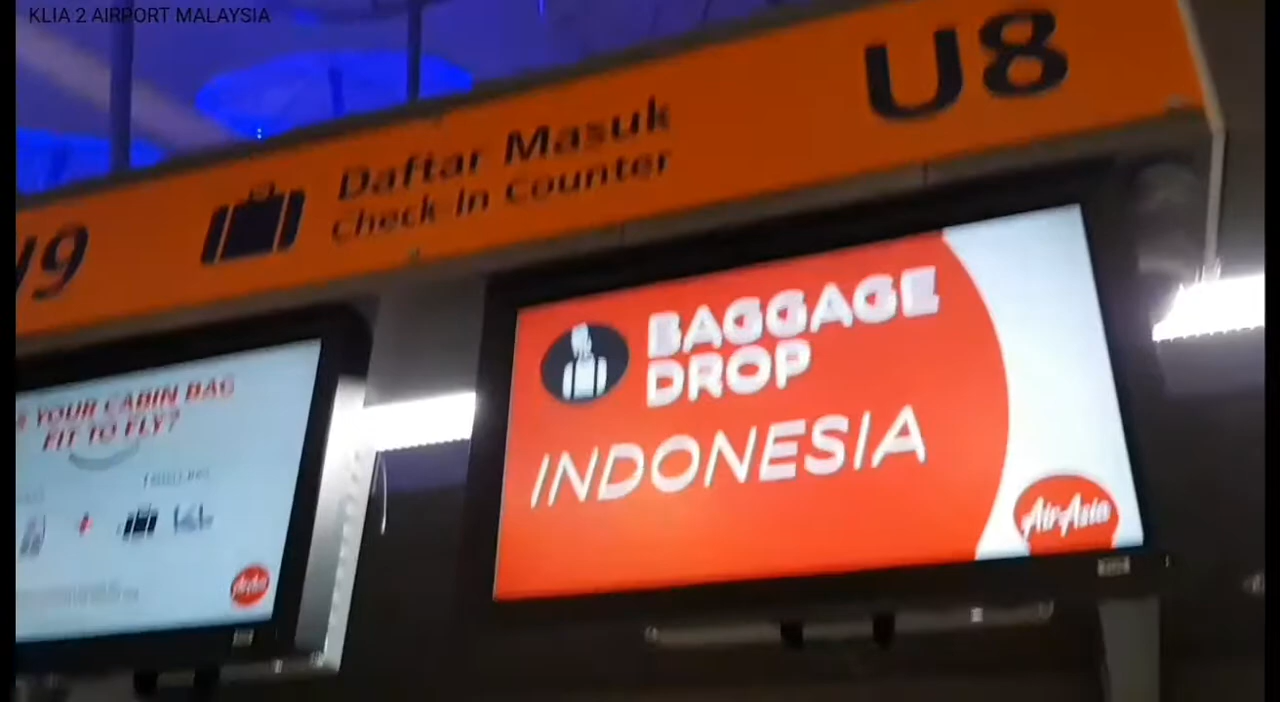 KLIA 2 AIRPORT MALAYSIA
U8
Daftar Masuk
Check-in Counter
BAGGAGE
DROP
INDONESIA
AirAsia
YOUR CABIN BAG
FIT TO FLY?
AirAsia